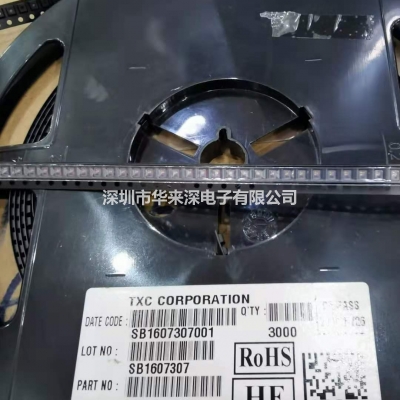 深圳市华来深电子有限公司
TXC CORPORATION
DATE CODE :
Q'TY :
SB1607307001
3000
LOT NO :
SB1607307
PART NO :
RoHS
HF